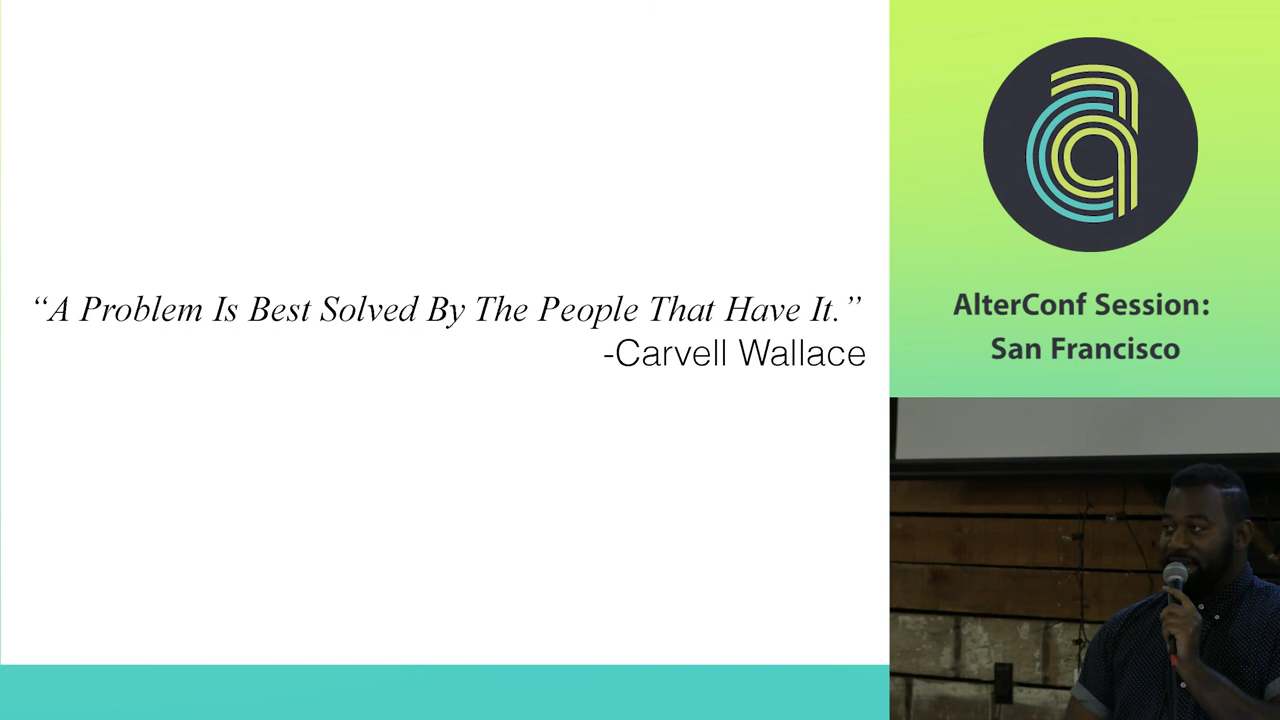 “A Problem Is Best Solved By The People That Have It.”
-Carvell Wallace
AlterConf Session:
San Francisco